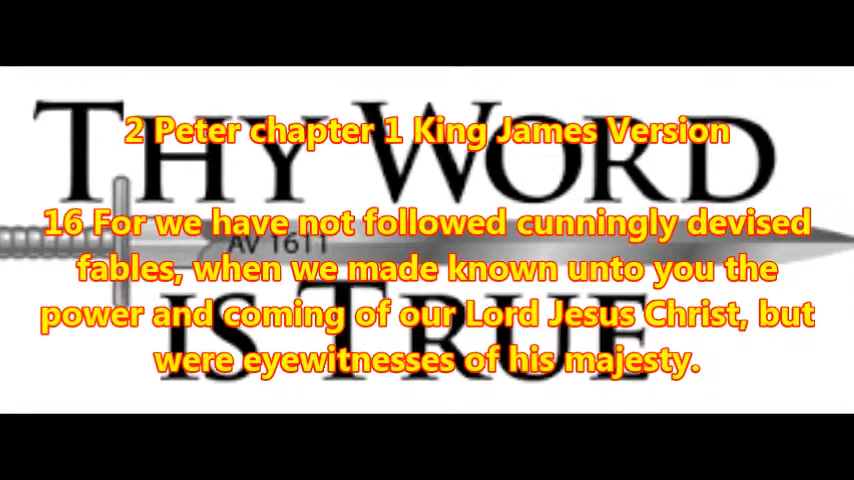 THY WORD
2 Peter chapter 1 King James Version
16 For we have not followed cunningly devised
AV 1611
fables, when we made known unto you the
power and coming of our Lord Jesus Christ, but
IS TRUE
were eyewitnesses of his majesty.